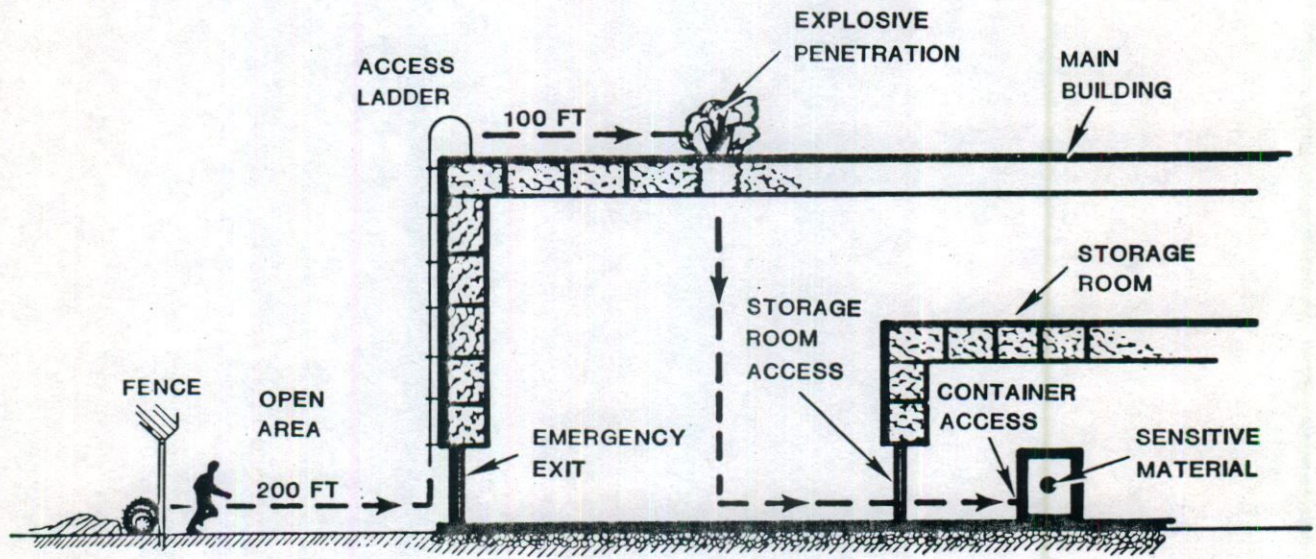 EXPLOSIVE
PENETRATION
ACCESS
LADDER
MAIN
BUILDING
100 FT
STORAGE
ROOM
STORAGE
ROOM
ACCESS
FENCE
OPEN
AREA
CONTAINER
ACCESS
EMERGENCY
EXIT
SENSITIVE
MATERIAL
200 FT